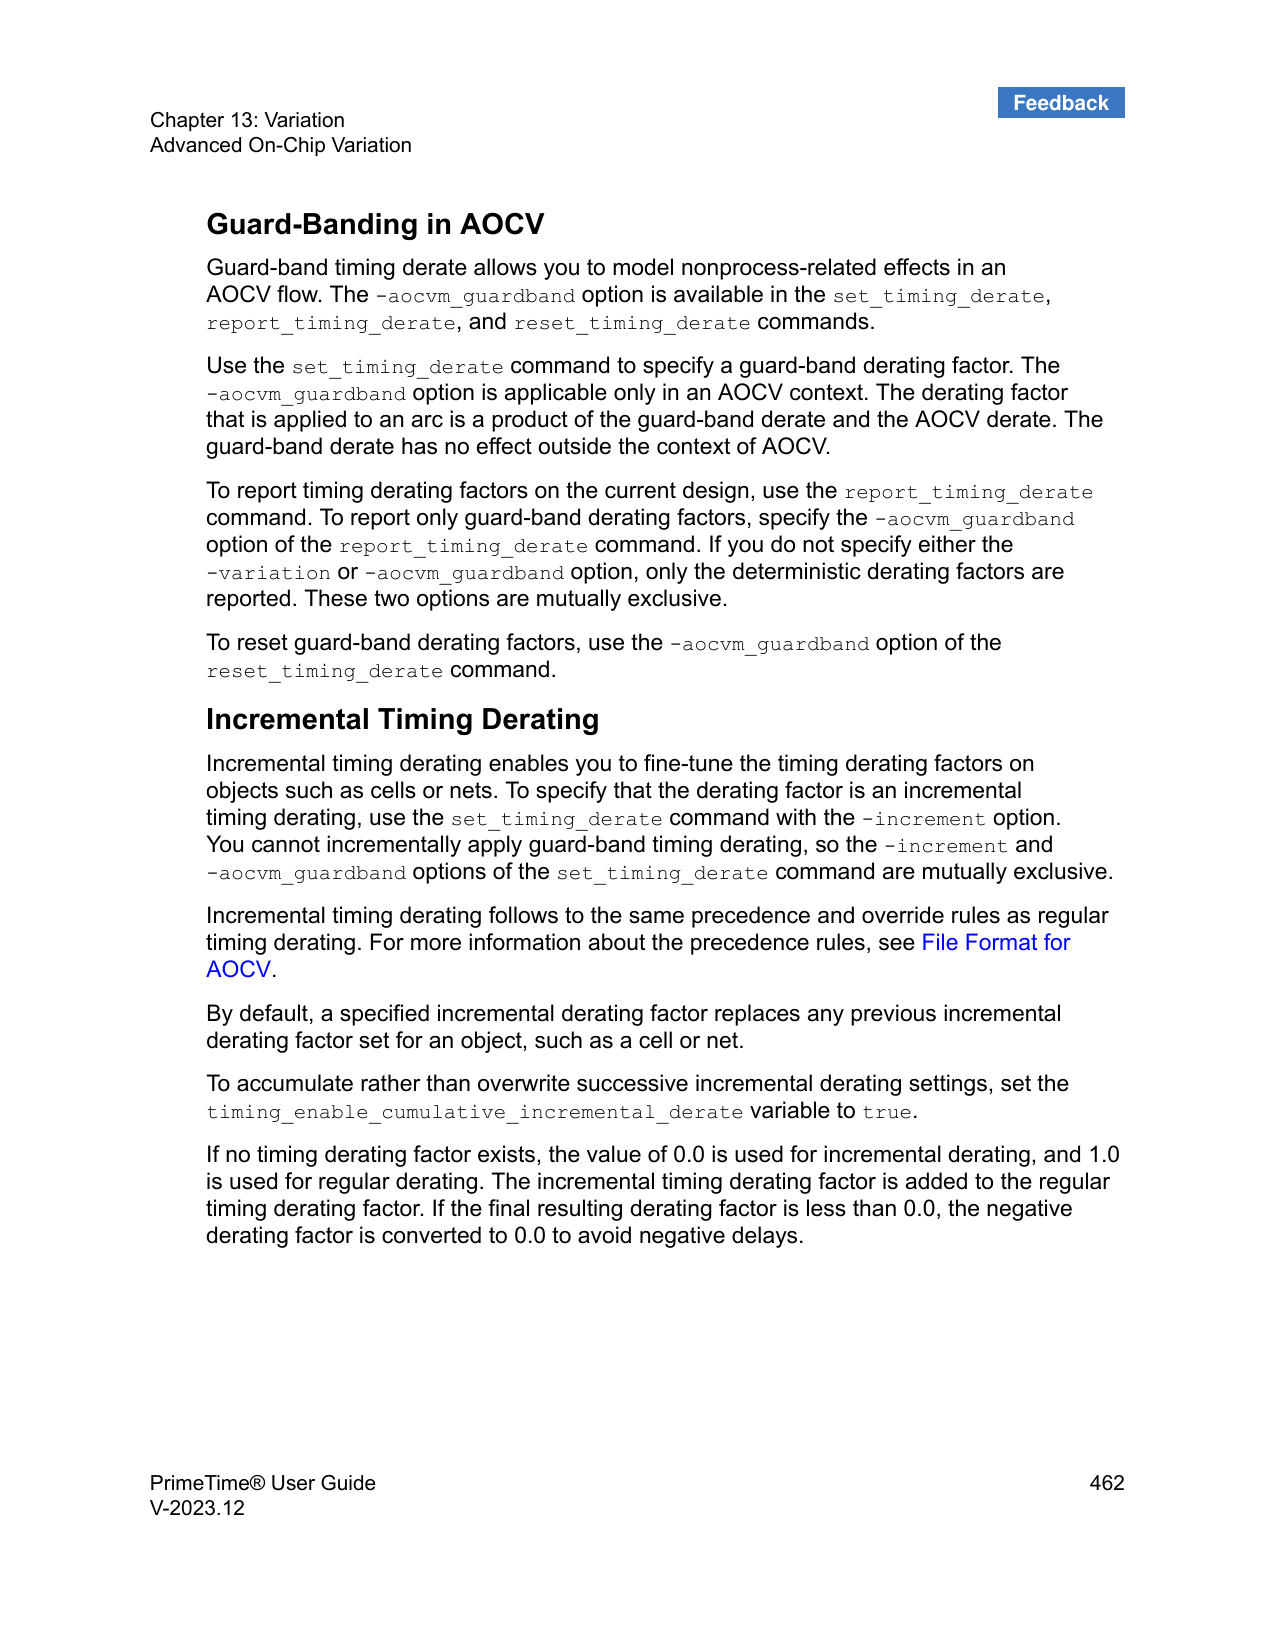 Feedback
Chapter 13: Variation
Advanced On-Chip Variation
Guard-Banding in AOCV
Guard-band timing derate allows you to model nonprocess-related effects in an
AOCV flow. The -aocvm_guardband option is available in the set_timing_derate,
report_timing_derate, and reset_timing_derate commands.
Use the set_timing_derate command to specify a guard-band derating factor. The
-aocvm_guardband option is applicable only in an AOCV context. The derating factor
that is applied to an arc is a product of the guard-band derate and the AOCV derate. The
guard-band derate has no effect outside the context of AOCV.
To report timing derating factors on the current design, use the report_timing_derate
command. To report only guard-band derating factors, specify the -aocvm_guardband
option of the report_timing_derate command. If you do not specify either the
-variation or -aocvm_guardband option, only the deterministic derating factors are
reported. These two options are mutually exclusive.
To reset guard-band derating factors, use the -aocvm_guardband option of the
reset_timing_derate command.
Incremental Timing Derating
Incremental timing derating enables you to fine-tune the timing derating factors on
objects such as cells or nets. To specify that the derating factor is an incremental
timing derating, use the set_timing_derate command with the -increment option.
You cannot incrementally apply guard-band timing derating, so the -increment and
-aocvm_guardband options of the set_timing_derate command are mutually exclusive.
Incremental timing derating follows to the same precedence and override rules as regular
timing derating. For more information about the precedence rules, see File Format for
AOCV.
By default, a specified incremental derating factor replaces any previous incremental
derating factor set for an object, such as a cell or net.
To accumulate rather than overwrite successive incremental derating settings, set the
timing_enable_cumulative_incremental_derate variable to true.
If no timing derating factor exists, the value of 0.0 is used for incremental derating, and 1.0
is used for regular derating. The incremental timing derating factor is added to the regular
timing derating factor. If the final resulting derating factor is less than 0.0, the negative
derating factor is converted to 0.0 to avoid negative delays.
PrimeTime® User Guide
462
V-2023.12